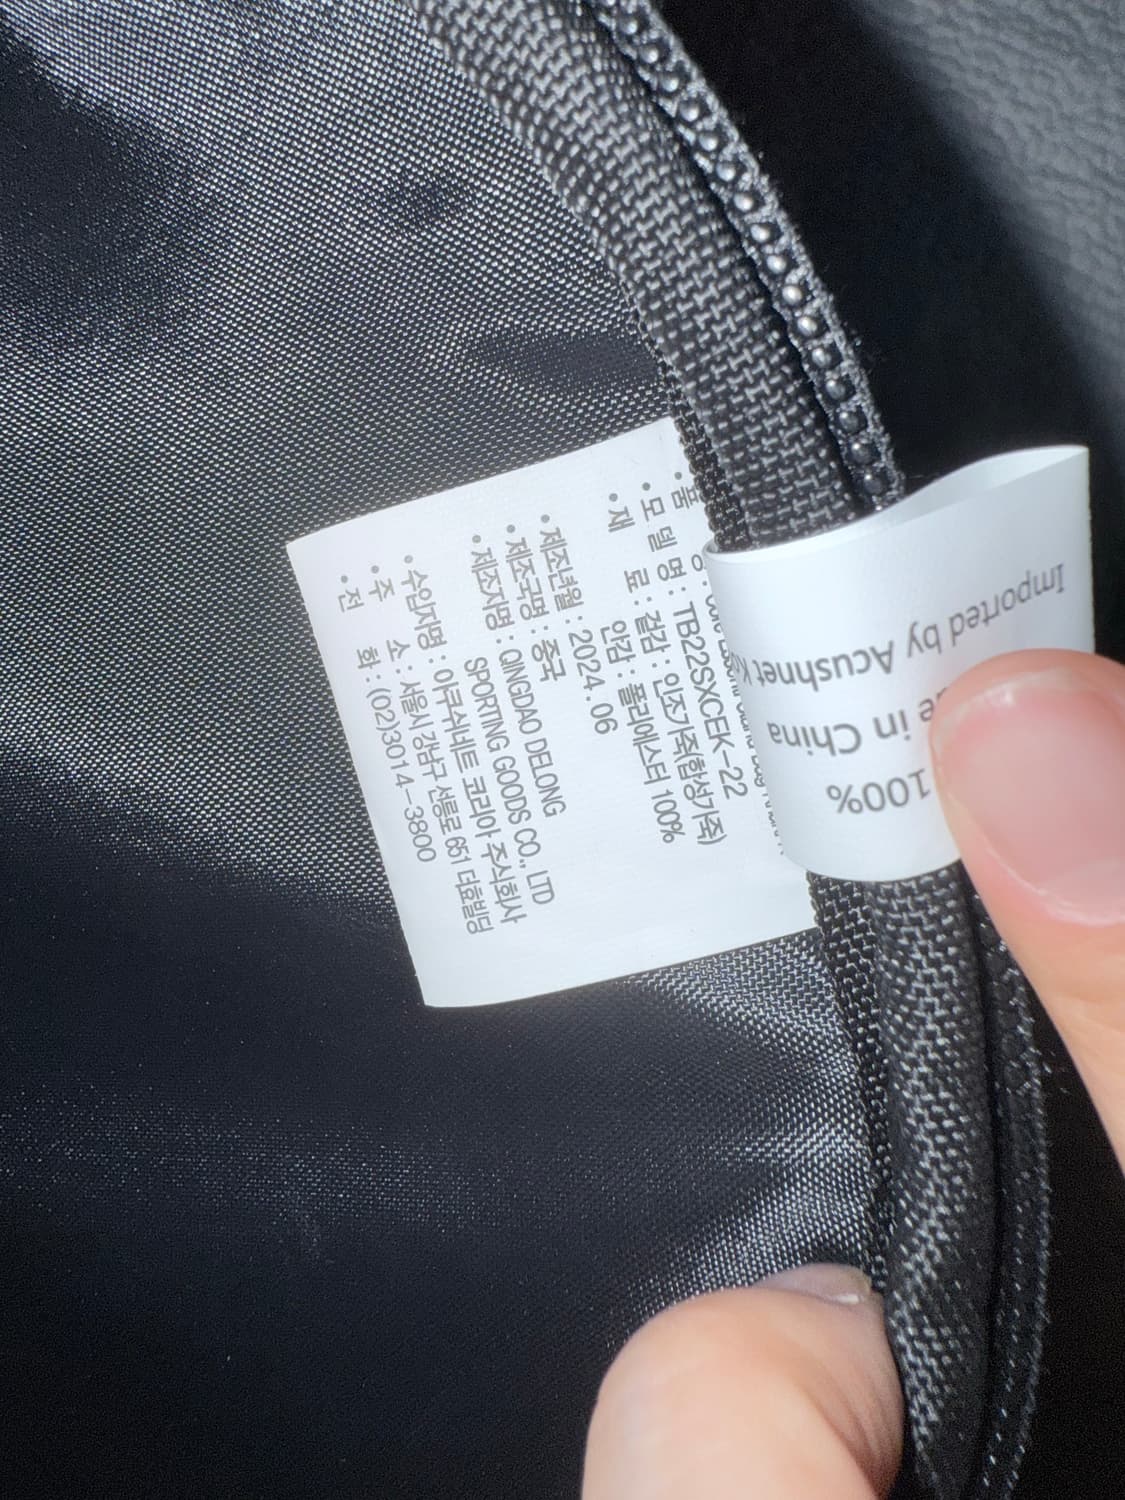 • 품 명 :
• 모 델 명 : TB22SXCEK-22
• 재 료 : 겉감 : 인조가죽(합성가죽)
안감 : 폴리에스터 100%
• 제조년월 : 2024. 06
• 제조국명 : 중국
• 제조자명 : QINGDAO DELONG
SPORTING GOODS CO., LTD
• 수입자명 : 아쿠쉬네트 코리아 주식회사
• 주 소 : 서울시 강남구 선릉로 651 대호빌딩
• 전 화 : (02)3014-3800
100%
in China
Imported by Acushnet